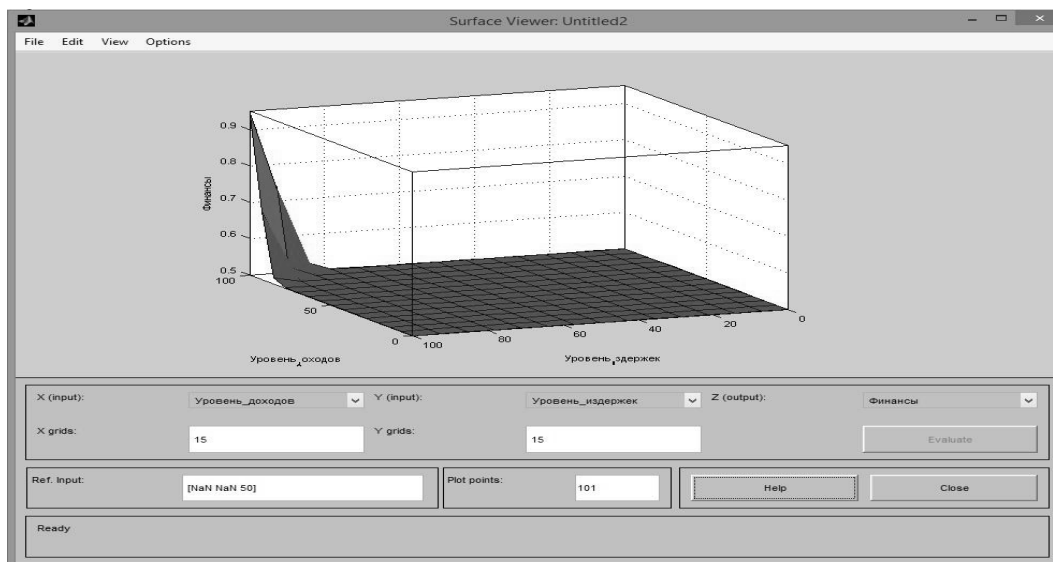 Surface Viewer: Untitled2
File Edit View Options
0.9
0.8
0.7
0.6
0.5
Финансы
100
50
0
100
80
60
40
20
0
Уровень_доходов
Уровень_здержек
X (input):
Уровень_доходов
Y (input):
Уровень_издержек
Z (output):
Финансы
X grids:
15
Y grids:
15
Evaluate
Ref. Input:
[NaN NaN 50]
Plot points:
101
Help
Close
Ready